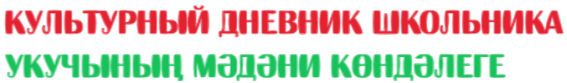 КУЛЬТУРНЫЙ ДНЕВНИК ШКОЛЬНИКА
УКУЧЫНЫҢ МӘДӘНИ КӨНДӘЛЕГЕ